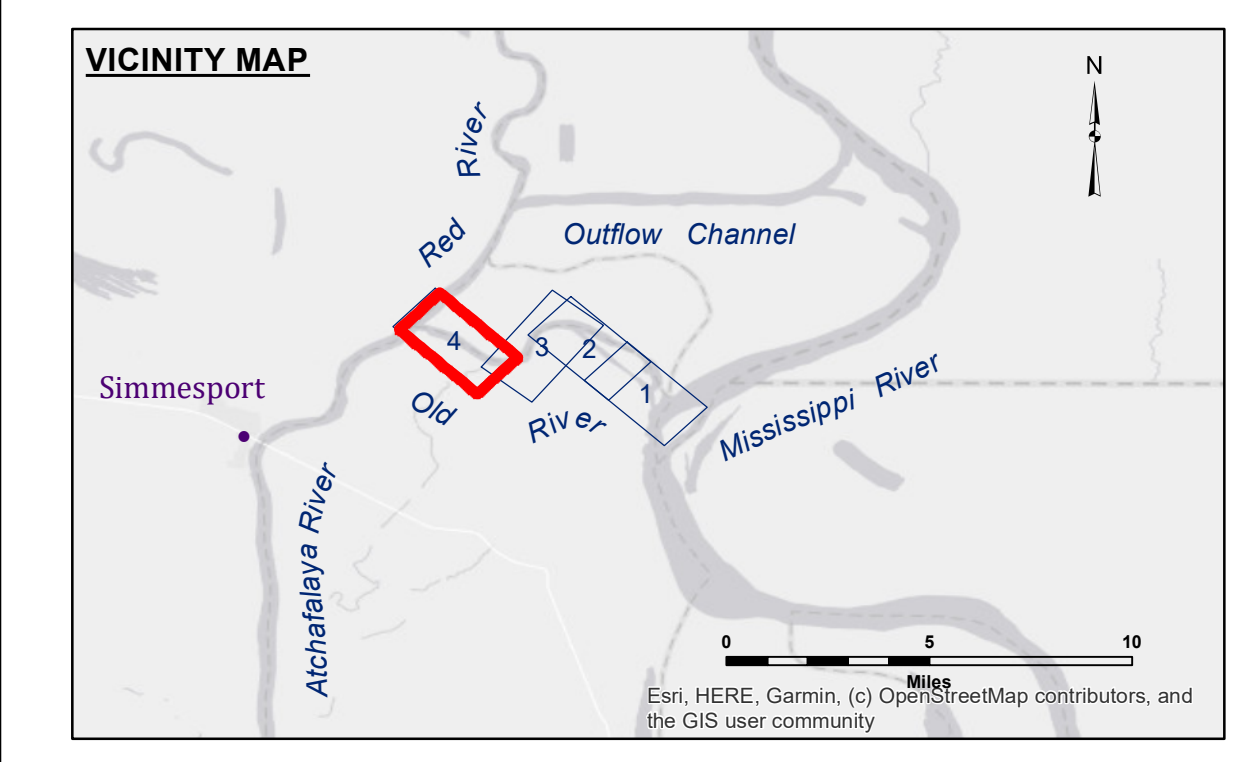 VICINITY MAP
N
Red River
Outflow Channel
4
3
2
1
Simmesport
Old River
Mississippi River
Atchafalaya River
0 5 10
Miles
Esri, HERE, Garmin, (c) OpenStreetMap contributors, and
the GIS user community